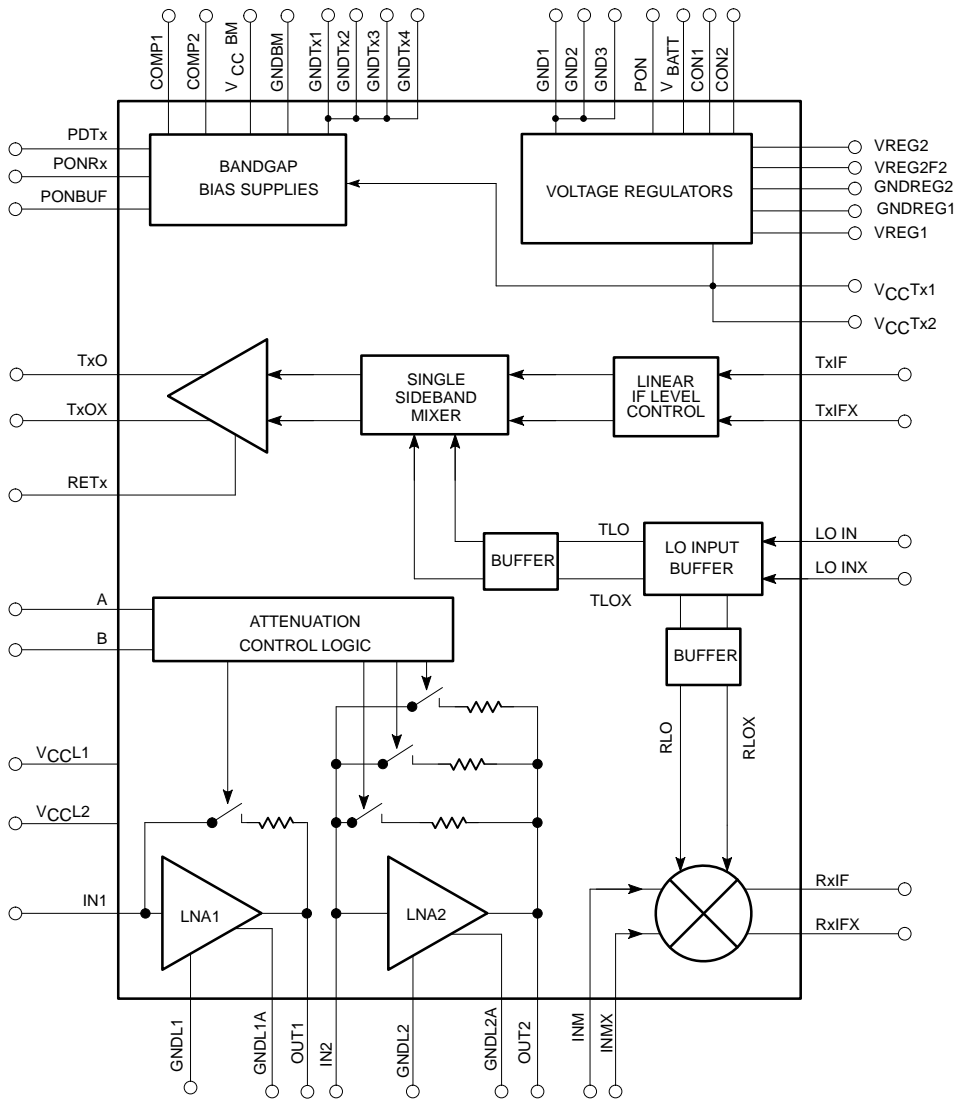 COMP1
COMP2
VCC BM
GNDBM
GNDTx1
GNDTx2
GNDTx3
GNDTx4
GND1
GND2
GND3
PON
VBATT
CON1
CON2
PDTx
PONRx
PONBUF
BANDGAP
BIAS SUPPLIES
VOLTAGE REGULATORS
VREG2
VREG2F2
GNDREG2
GNDREG1
VREG1
VCCTx1
VCCTx2
TxO
TxOX
RETx
SINGLE
SIDEBAND
MIXER
LINEAR
IF LEVEL
CONTROL
TxIF
TxIFX
TLO
BUFFER
TLOX
LO INPUT
BUFFER
LO IN
LO INX
A
B
ATTENUATION
CONTROL LOGIC
BUFFER
RLO
RLOX
VCCL1
VCCL2
IN1
LNA1
LNA2
RxIF
RxIFX
GNDL1
GNDL1A
OUT1
IN2
GNDL2
GNDL2A
OUT2
INM
INMX